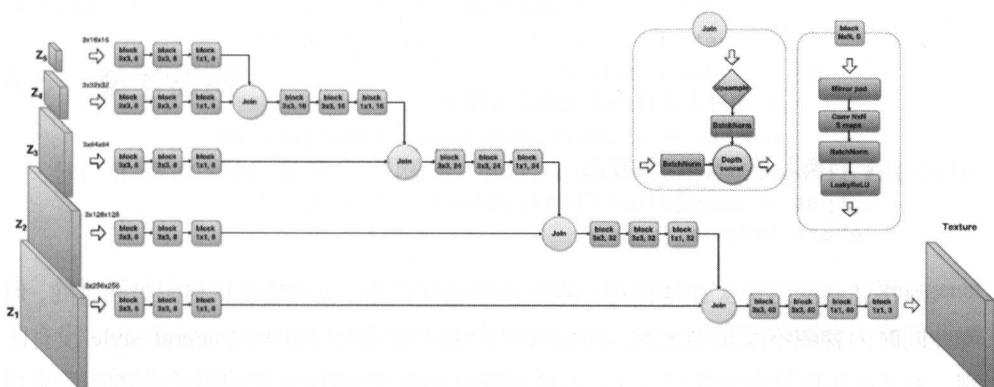 Z5
3x16x16
block
3x3, 8
block
3x3, 8
block
1x1, 8
Z4
3x32x32
block
3x3, 8
block
3x3, 8
block
1x1, 8
Join
block
3x3, 16
block
3x3, 16
block
1x1, 16
Z3
3x64x64
block
3x3, 8
block
3x3, 8
block
1x1, 8
Join
block
3x3, 24
block
3x3, 24
block
1x1, 24
Z2
3x128x128
block
3x3, 8
block
3x3, 8
block
1x1, 8
Join
block
3x3, 32
block
3x3, 32
block
1x1, 32
Z1
3x256x256
block
3x3, 8
block
3x3, 8
block
1x1, 8
Join
block
3x3, 40
block
3x3, 40
block
1x1, 40
block
1x1, 3
Texture
Join
Upsample
BatchNorm
BatchNorm
Depth
concat
block
NxN, S
Mirror pad
Conv NxN
S maps
BatchNorm
LeakyReLU